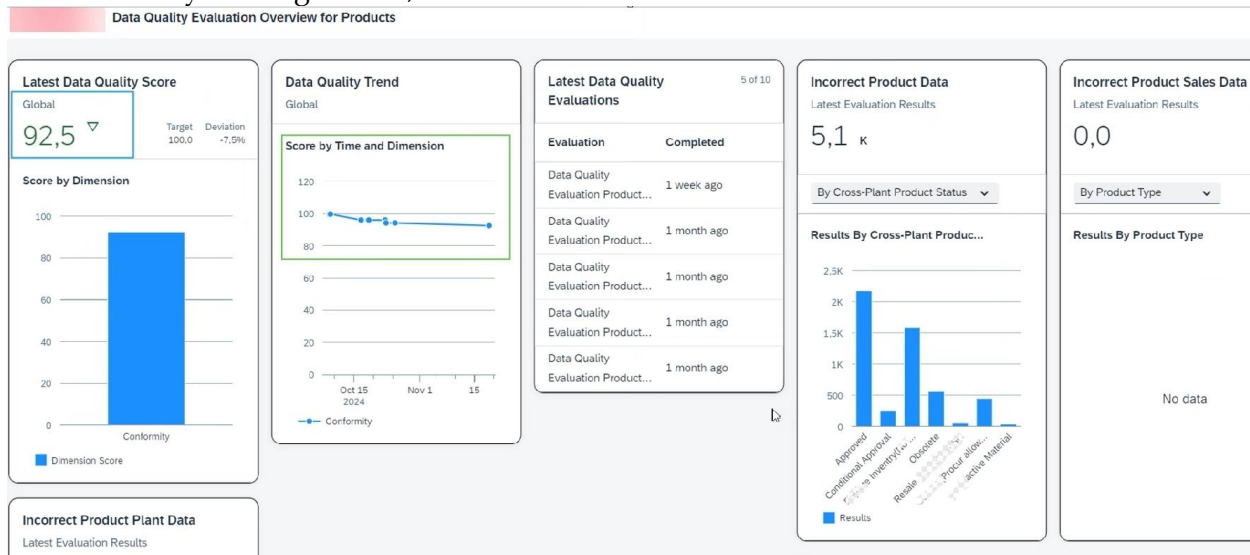 Data Quality Evaluation Overview for Products
Latest Data Quality Score
Global
92,5
Target
100,0
Deviation
-7,5%
Score by Dimension
100
80
60
40
20
0
Conformity
Dimension Score
Incorrect Product Plant Data
Latest Evaluation Results
Data Quality Trend
Global
Score by Time and Dimension
120
100
80
60
40
20
0
Oct 15
2024
Nov 1
15
Conformity
Latest Data Quality
Evaluations
5 of 10
Evaluation
Completed
Data Quality
Evaluation Product...
1 week ago
Data Quality
Evaluation Product...
1 month ago
Data Quality
Evaluation Product...
1 month ago
Data Quality
Evaluation Product...
1 month ago
Data Quality
Evaluation Product...
1 month ago
Incorrect Product Data
Latest Evaluation Results
5,1 K
By Cross-Plant Product Status
Results By Cross-Plant Produc...
2,5K
2K
1,5K
1K
500
0
Approved
Conditional Approval
Obsolete
Resale
Procur allow...
Material
Results
Incorrect Product Sales Data
Latest Evaluation Results
0,0
By Product Type
Results By Product Type
No data